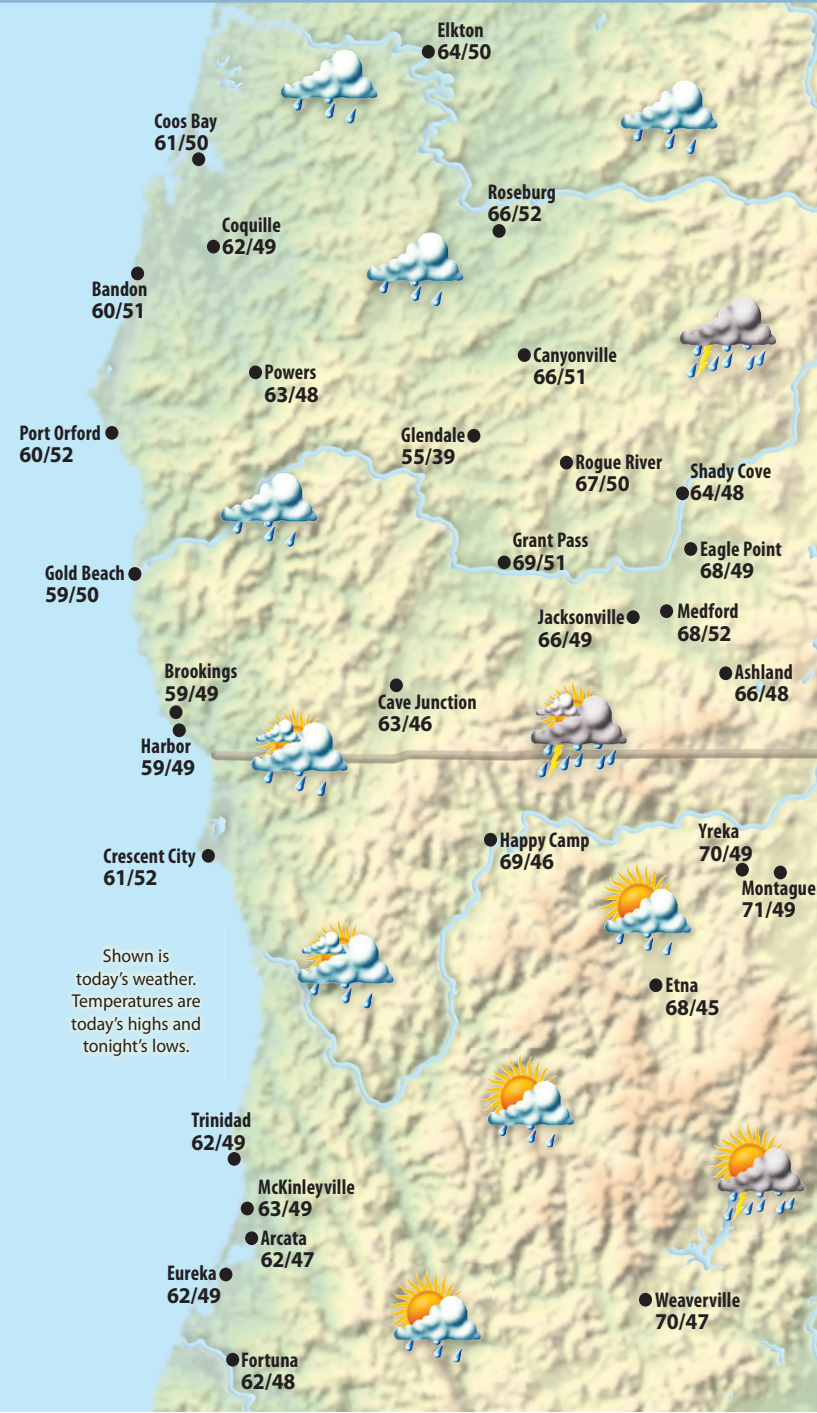 Elkton
64/50
Coos Bay
61/50
Roseburg
66/52
Coquille
62/49
Bandon
60/51
Canyonville
66/51
Powers
63/48
Port Orford
60/52
Glendale
55/39
Rogue River
67/50
Shady Cove
64/48
Grant Pass
69/51
Eagle Point
68/49
Gold Beach
59/50
Jacksonville
66/49
Medford
68/52
Brookings
59/49
Cave Junction
63/46
Ashland
66/48
Harbor
59/49
Happy Camp
69/46
Yreka
70/49
Crescent City
61/52
Montague
71/49
Shown is
today's weather.
Temperatures are
today's highs and
tonight's lows.
Etna
68/45
Trinidad
62/49
McKinleyville
63/49
Arcata
62/47
Eureka
62/49
Weaverville
70/47
Fortuna
62/48